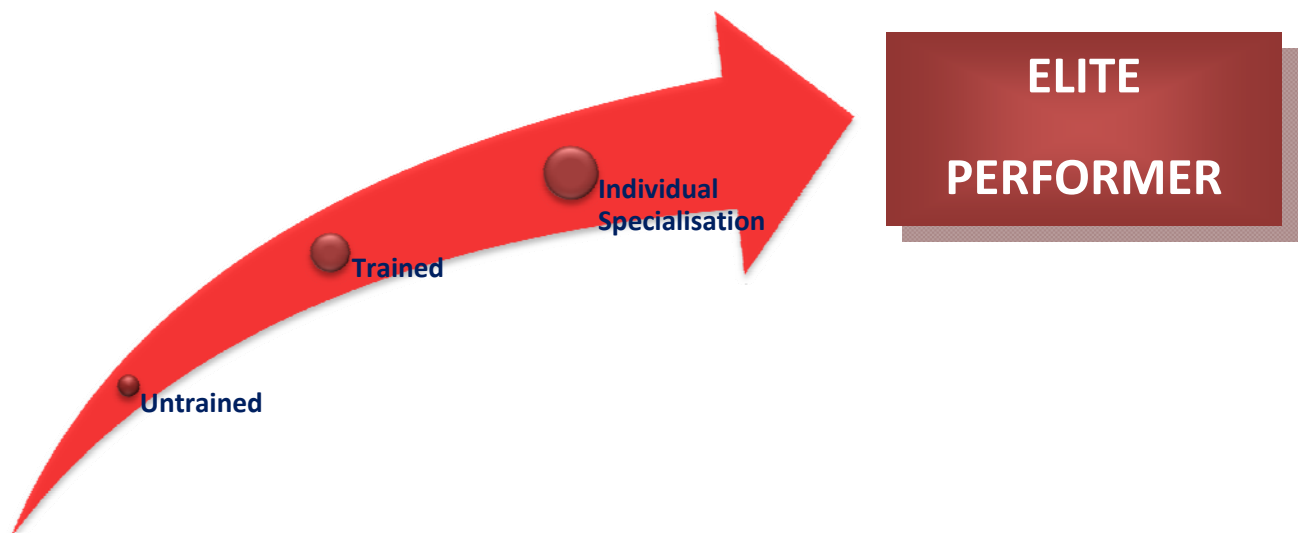 ELITE
PERFORMER
Individual
Specialisation
Trained
Untrained